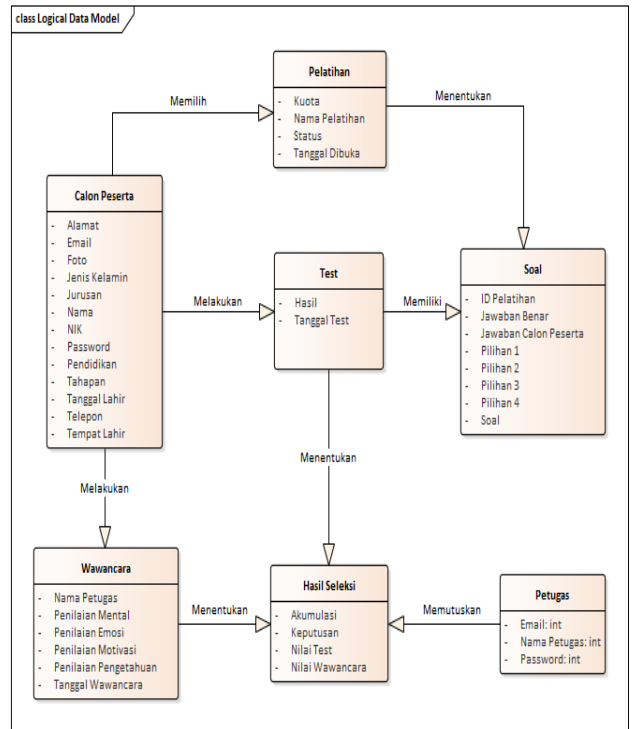 class Logical Data Model
Pelatihan
- Kuota
- Nama Pelatihan
- Status
- Tanggal Dibuka
Memilih
Menentukan
Calon Peserta
- Alamat
- Email
- Foto
- Jenis Kelamin
- Jurusan
- Nama
- NIK
- Password
- Pendidikan
- Tahapan
- Tanggal Lahir
- Telepon
- Tempat Lahir
Melakukan
Test
- Hasil
- Tanggal Test
Memiliki
Soal
- ID Pelatihan
- Jawaban Benar
- Jawaban Calon Peserta
- Pilihan 1
- Pilihan 2
- Pilihan 3
- Pilihan 4
- Soal
Melakukan
Menentukan
Wawancara
- Nama Petugas
- Penilaian Mental
- Penilaian Emosi
- Penilaian Motivasi
- Penilaian Pengetahuan
- Tanggal Wawancara
Menentukan
Hasil Seleksi
- Akumulasi
- Keputusan
- Nilai Test
- Nilai Wawancara
Memutuskan
Petugas
- Email: int
- Nama Petugas: int
- Password: int